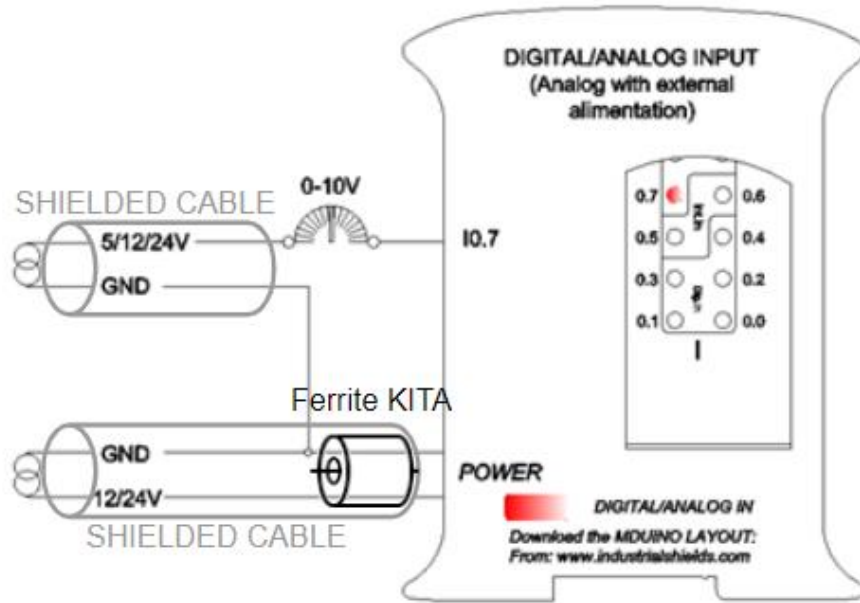 DIGITAL/ANALOG INPUT
(Analog with external
alimentation)
SHIELDED CABLE
0-10V
5/12/24V
I0.7
GND
0.7
0.6
0.5
0.4
0.3
0.2
0.1
0.0
I
Ferrite KITA
GND
12/24V
SHIELDED CABLE
POWER
DIGITAL/ANALOG IN
Download the MDUINO LAYOUT:
From: www.industrialshields.com